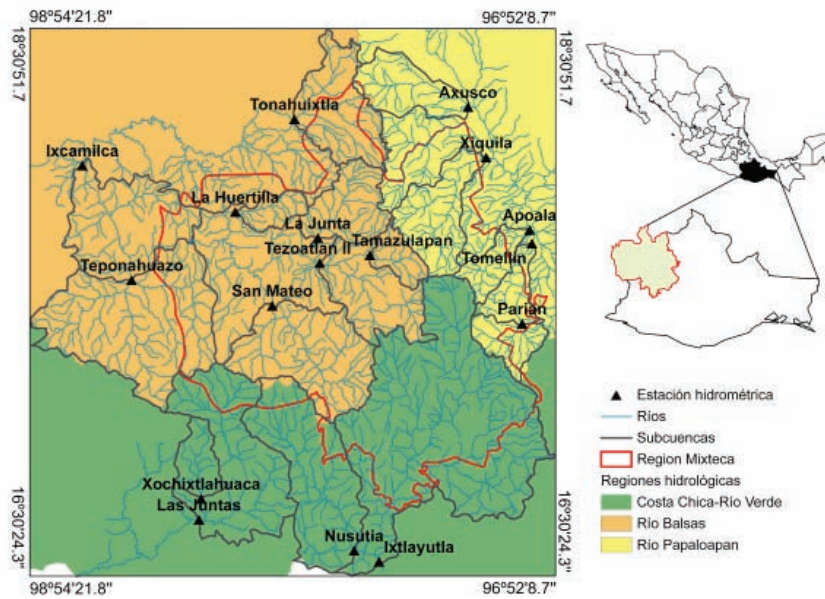 98°54'21.8"
96°52'8.7"
18°30'51.7
18°30'51.7
Axusco
Tonahuixtla
Xiquila
Ixcamilca
La Huertilla
Apoala
La Junta
Tezoatlán II
Tamazulapan
Tomellín
Teponahuazo
San Mateo
Parian
Xochixtlahuaca
Las Juntas
Nusutia
Ixtlayutla
16°30'24.3"
16°30'24.3"
98°54'21.8"
96°52'8.7"
Estación hidrométrica
Ríos
Subcuencas
Region Mixteca
Regiones hidrológicas
Costa Chica-Río Verde
Río Balsas
Río Papaloapan